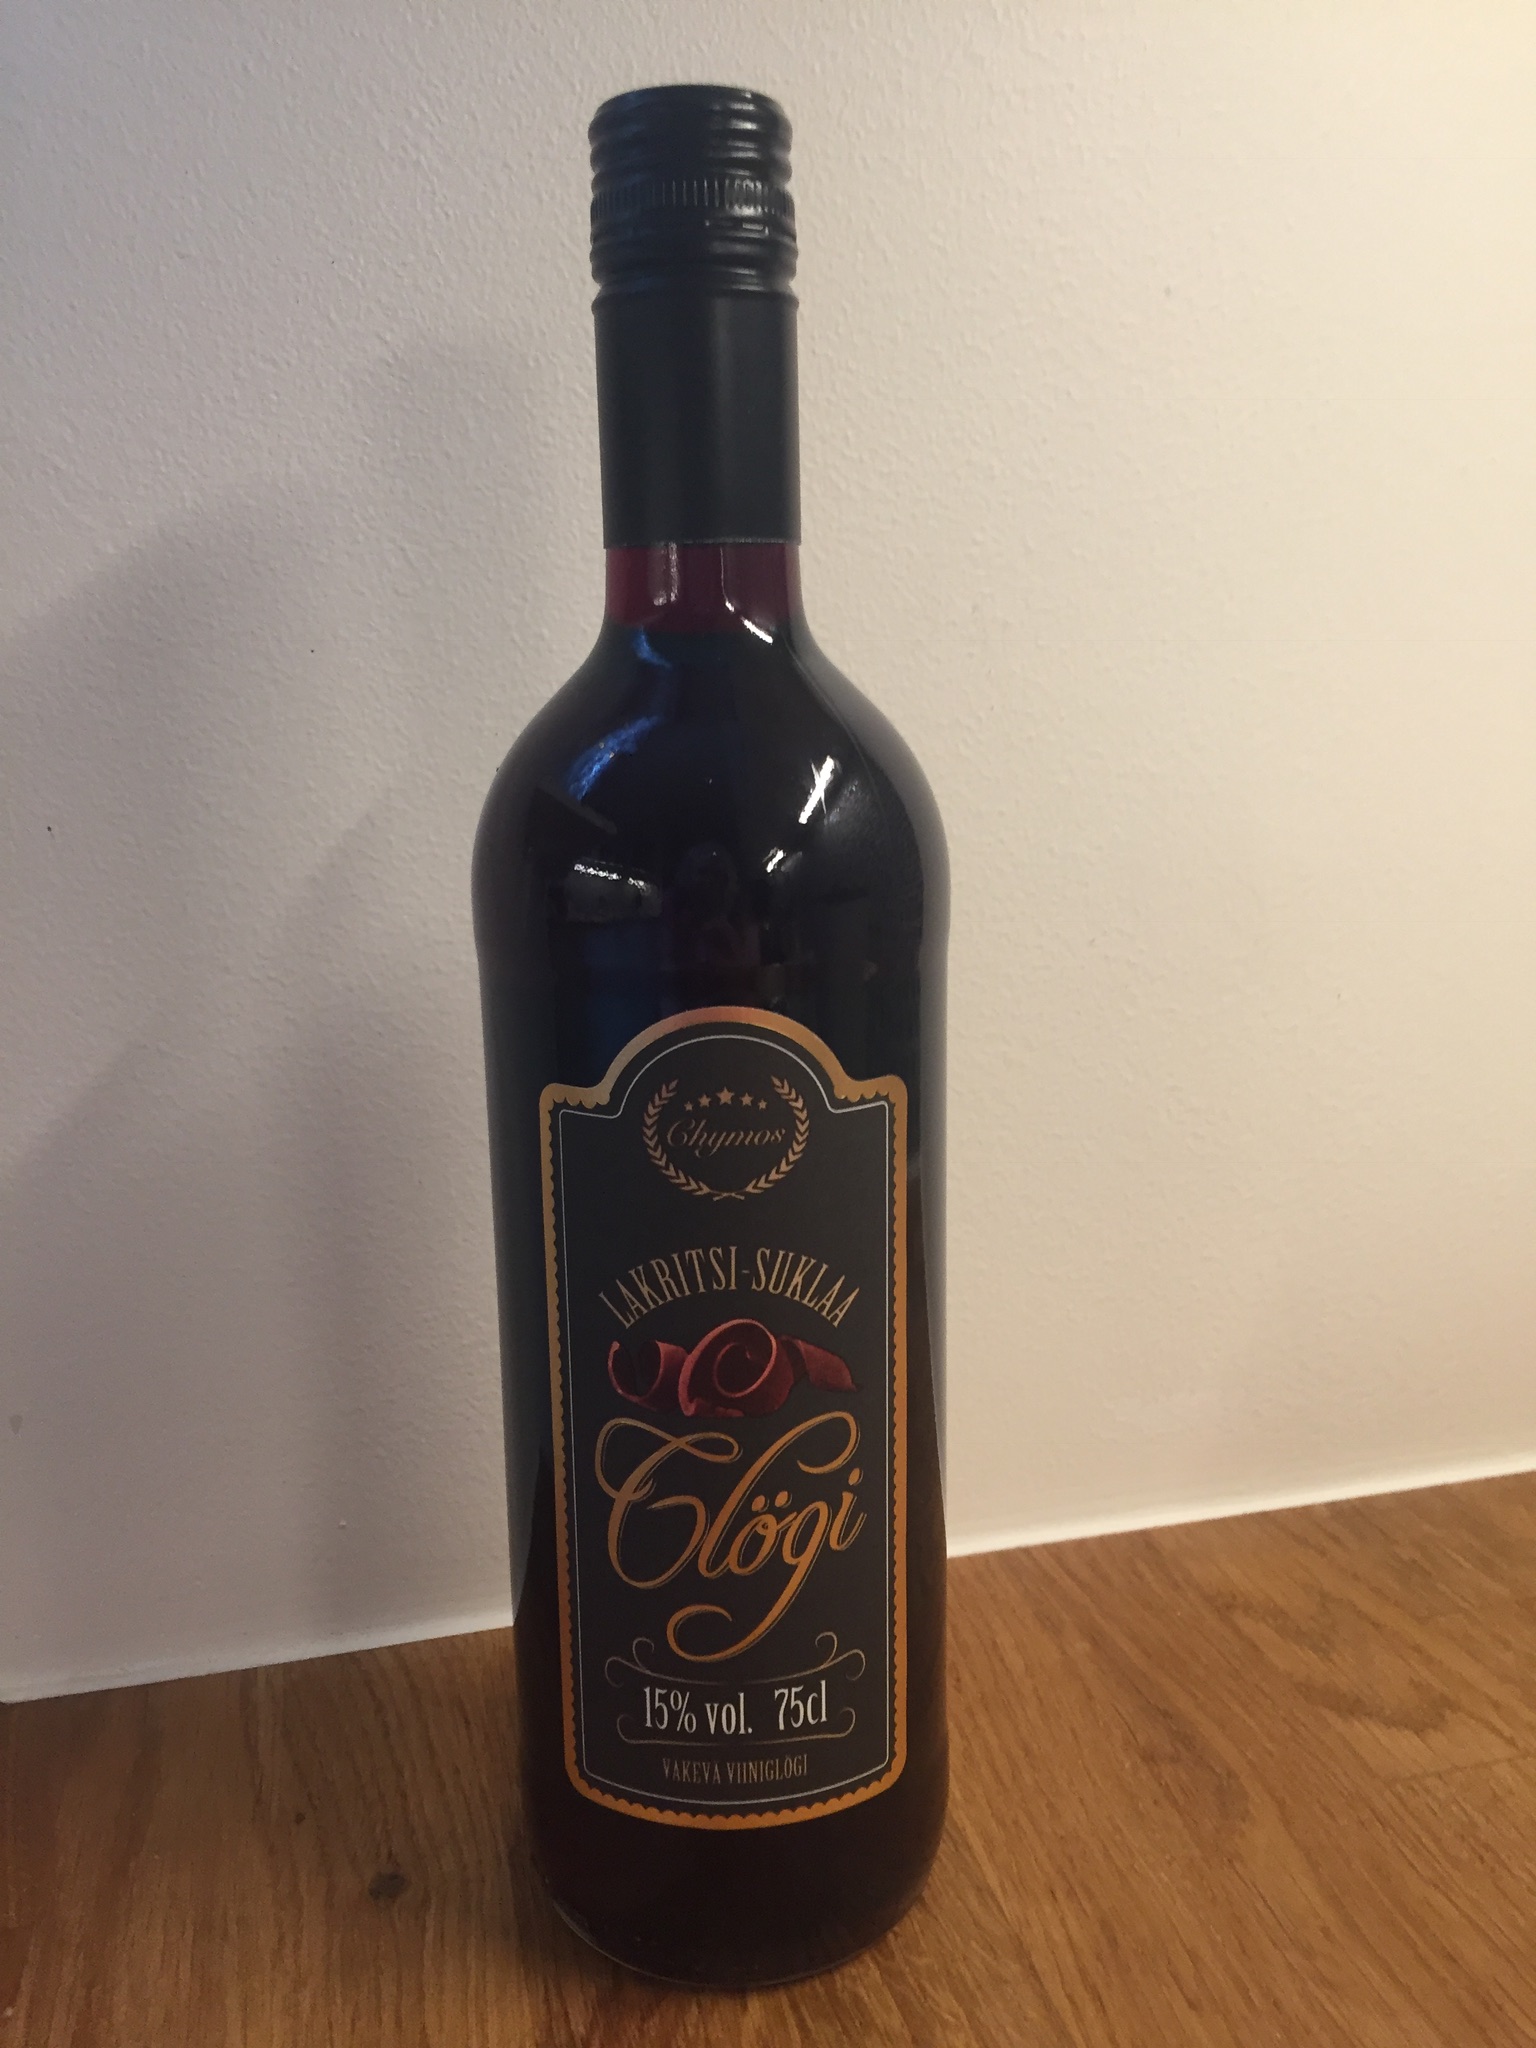 Chymos
LAKRITSI-SUKLAA
Glögi
15% vol. 75cl
VÄKEVÄ VIINIGLÖGI